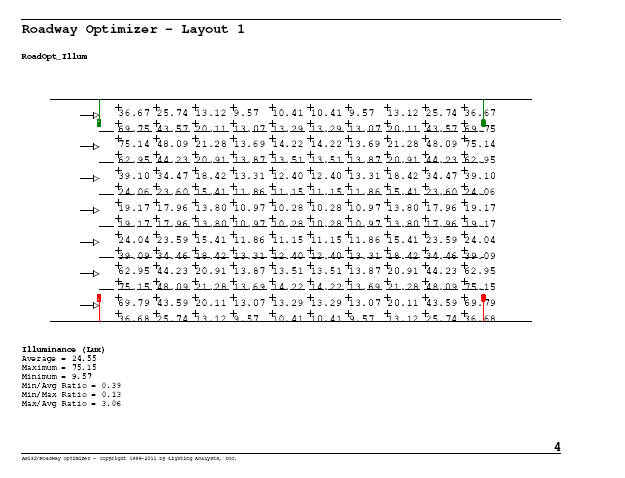 Roadway Optimizer - Layout 1
RoadOpt_Illum
36.67 25.74 13.12 9.57 10.41 10.41 9.57 13.12 25.74 36.67
69.75 43.57 20.11 13.07 13.29 13.29 13.07 20.11 43.57 69.75
75.14 48.09 21.28 13.69 14.22 14.22 13.69 21.28 48.09 75.14
62.95 44.23 20.91 13.87 13.51 13.51 13.87 20.91 44.23 62.95
39.10 34.47 18.42 13.31 12.40 12.40 13.31 18.42 34.47 39.10
24.06 23.60 15.41 11.86 11.15 11.15 11.86 15.41 23.60 24.06
19.17 17.96 13.80 10.97 10.28 10.28 10.97 13.80 17.96 19.17
19.17 17.96 13.80 10.97 10.28 10.28 10.97 13.80 17.96 19.17
24.04 23.59 15.41 11.86 11.15 11.15 11.86 15.41 23.59 24.04
39.09 34.46 18.42 13.31 12.40 12.40 13.31 18.42 34.46 39.09
62.95 44.23 20.91 13.87 13.51 13.51 13.87 20.91 44.23 62.95
75.15 48.09 21.28 13.69 14.22 14.22 13.69 21.28 48.09 75.15
69.79 43.59 20.11 13.07 13.29 13.29 13.07 20.11 43.59 69.79
36.68 25.74 13.12 9.57 10.41 10.41 9.57 13.12 25.74 36.68
Illuminance (Lux)
Average = 24.55
Maximum = 75.15
Minimum = 9.57
Min/Avg Ratio = 0.39
Min/Max Ratio = 0.13
Max/Avg Ratio = 3.06
4
AGI32/Roadway Optimizer - Copyright 1999-2011 by Lighting Analysts, Inc.